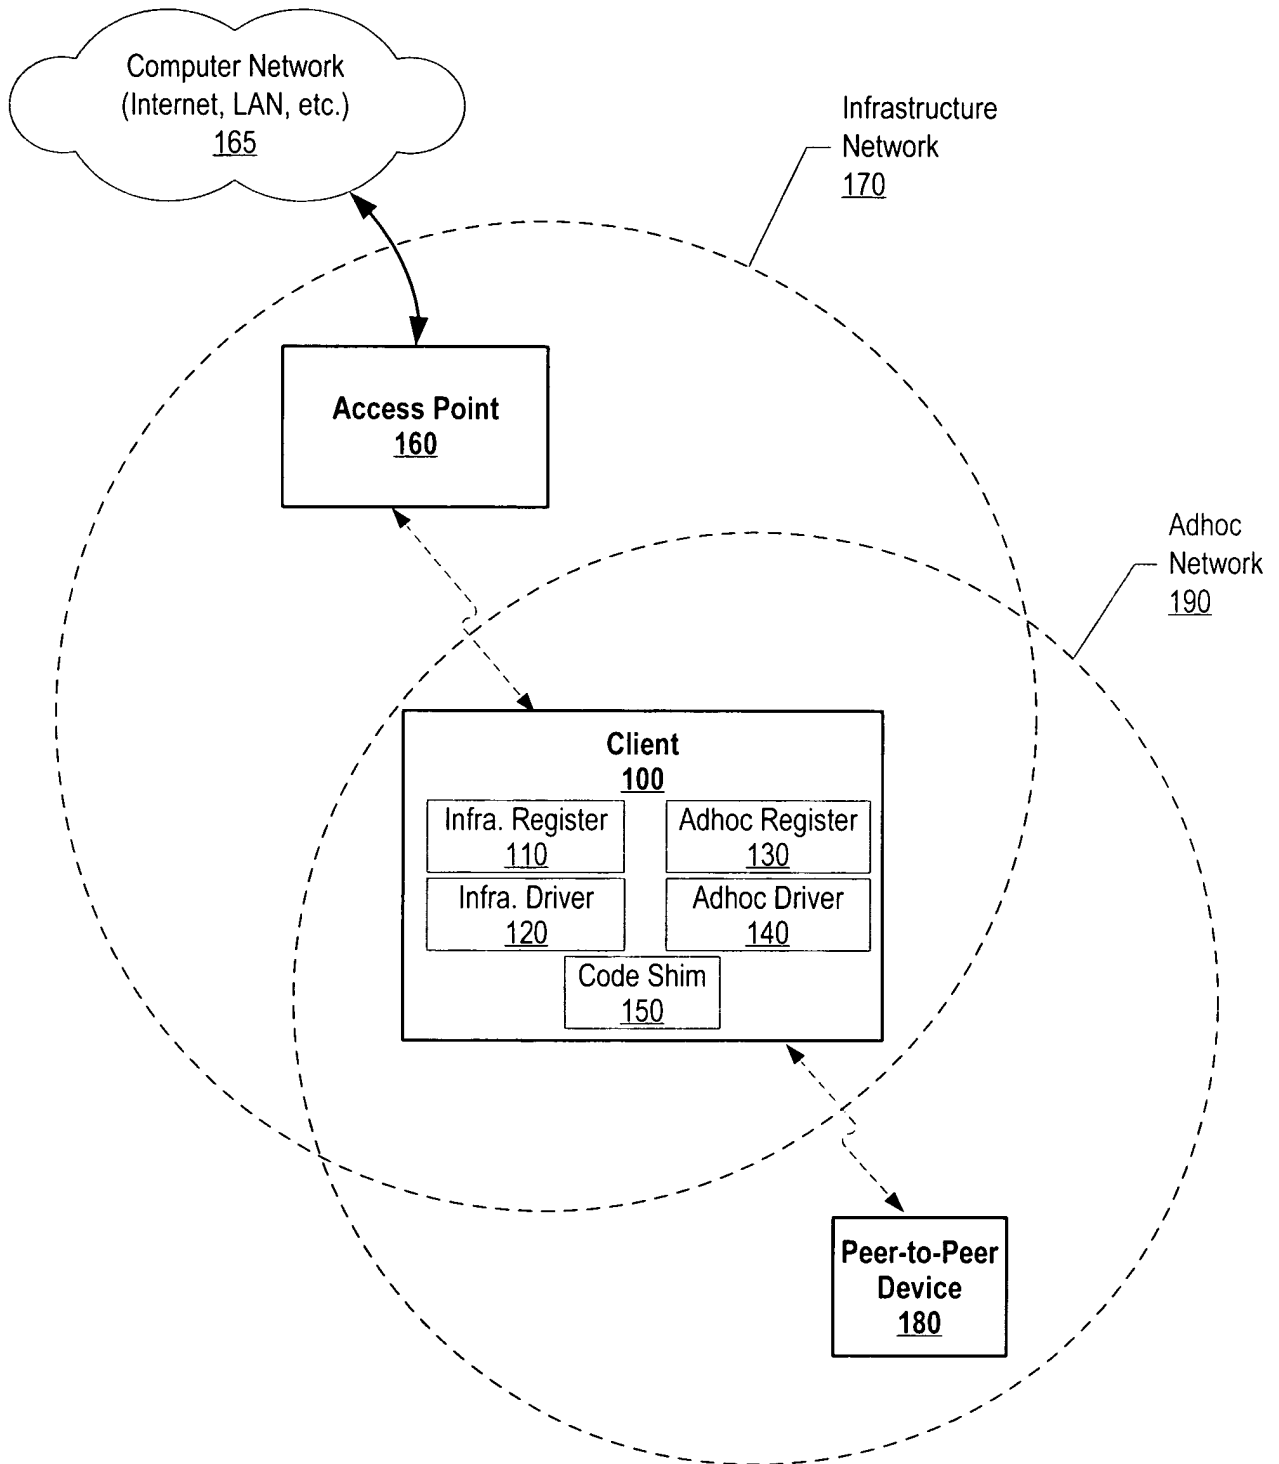 Computer Network
(Internet, LAN, etc.)
165
Infrastructure
Network
170
Access Point
160
Adhoc
Network
190
Client
100
Infra. Register
110
Adhoc Register
130
Infra. Driver
120
Adhoc Driver
140
Code Shim
150
Peer-to-Peer
Device
180